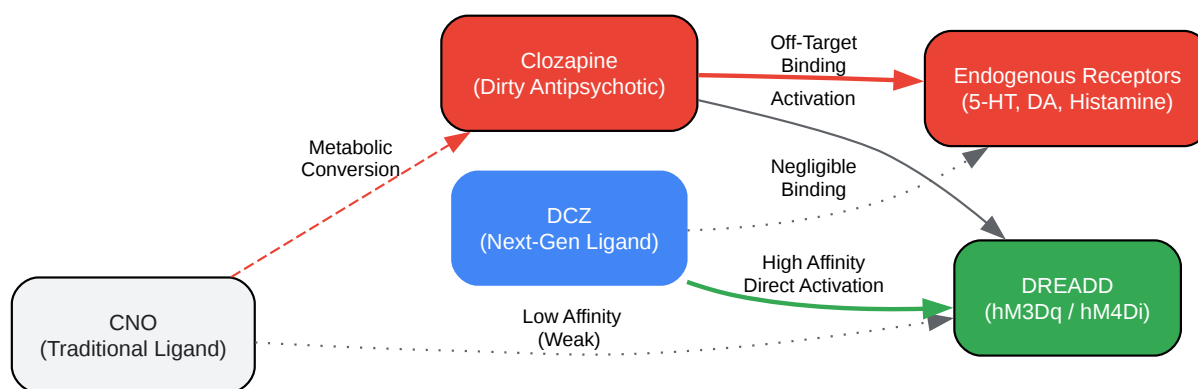 Clozapine
(Dirty Antipsychotic)
Off-Target
Binding
Activation
Endogenous Receptors
(5-HT, DA, Histamine)
Metabolic
Conversion
Negligible
Binding
DCZ
(Next-Gen Ligand)
High Affinity
Direct Activation
DREADD
(hM3Dq / hM4Di)
CNO
(Traditional Ligand)
Low Affinity
(Weak)